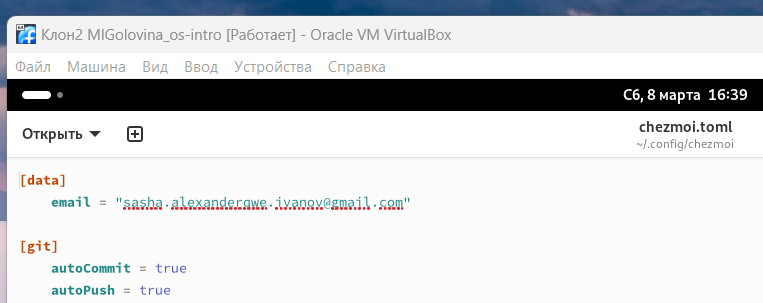 Клон2 MIGolovina_os-intro [Работает] - Oracle VM VirtualBox
Файл Машина Вид Ввод Устройства Справка
Сб, 8 марта 16:39
Открыть
chezmoi.toml
~/.config/chezmoi
[data]
    email = "sasha.alexanderqwe.ivanov@gmail.com"
[git]
    autoCommit = true
    autoPush = true